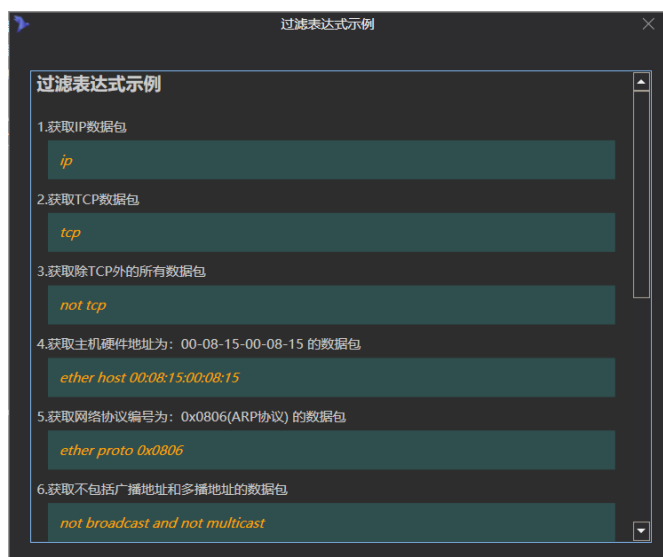 过滤表达式示例
过滤表达式示例
1.获取IP数据包
ip
2.获取TCP数据包
tcp
3.获取除TCP外的所有数据包
not tcp
4.获取主机硬件地址为：00-08-15-00-08-15 的数据包
ether host 00:08:15:00:08:15
5.获取网络协议编号为：0x0806(ARP协议) 的数据包
ether proto 0x0806
6.获取不包括广播地址和多播地址的数据包
not broadcast and not multicast